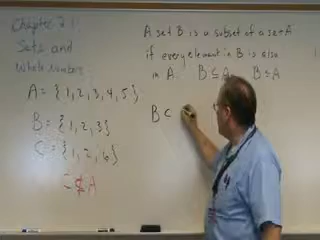 Chapter 2.1
Sets and
Whole Numbers
A = {1, 2, 3, 4, 5}
B = {1, 2, 3}
C = {1, 2, 6}
C ⊄ A
A set B is a subset of a set A
if every element in B is also
in A. B ⊆ A, B ⊆ A
B ⊂